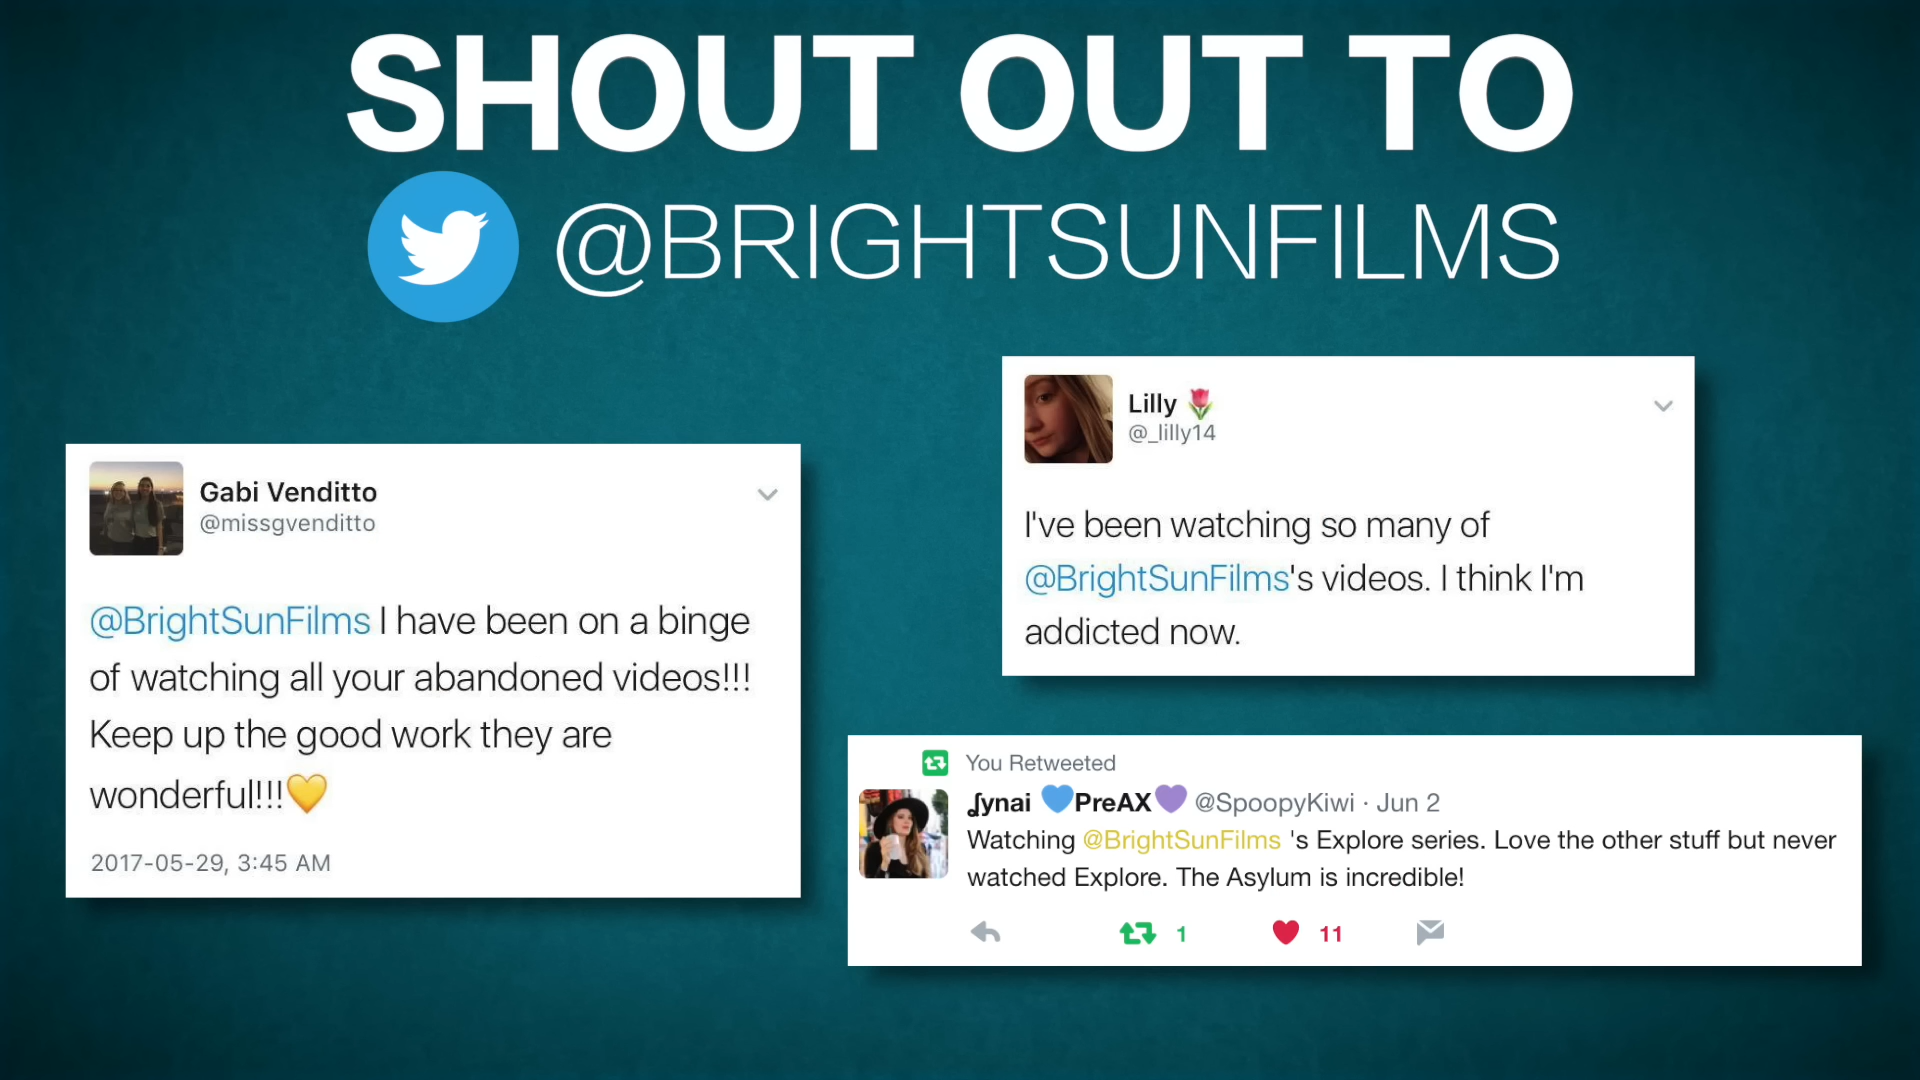 SHOUT OUT TO
@BRIGHTSUNFILMS
Gabi Venditto
@missgvenditto
@BrightSunFilms I have been on a binge
of watching all your abandoned videos!!!
Keep up the good work they are
wonderful!!!💛
2017-05-29, 3:45 AM
Lilly 🌷
@_lilly14
I've been watching so many of
@BrightSunFilms's videos. I think I'm
addicted now.
You Retweeted
ʆynai 💙PreAX💜 @SpoopyKiwi · Jun 2
Watching @BrightSunFilms 's Explore series. Love the other stuff but never
watched Explore. The Asylum is incredible!
1 11